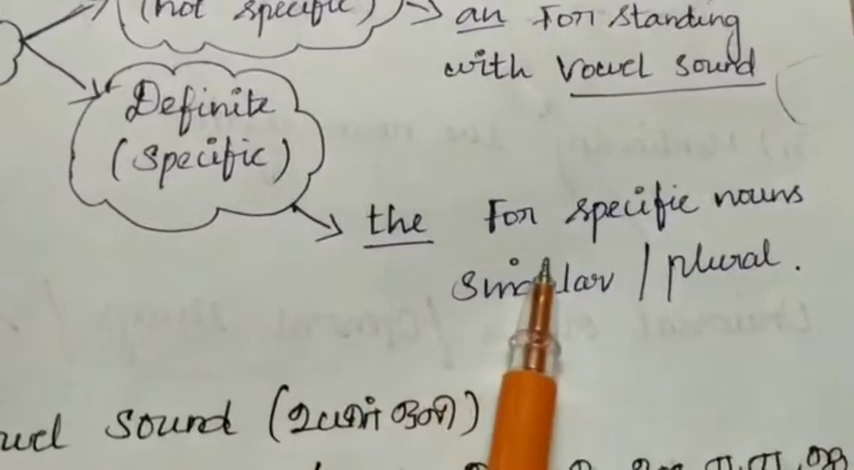 (not specific) → an For standing
with vowel sound
Definite
(specific)
the For specific nouns
singular / plural.
sound (உயிர் ஒலி)